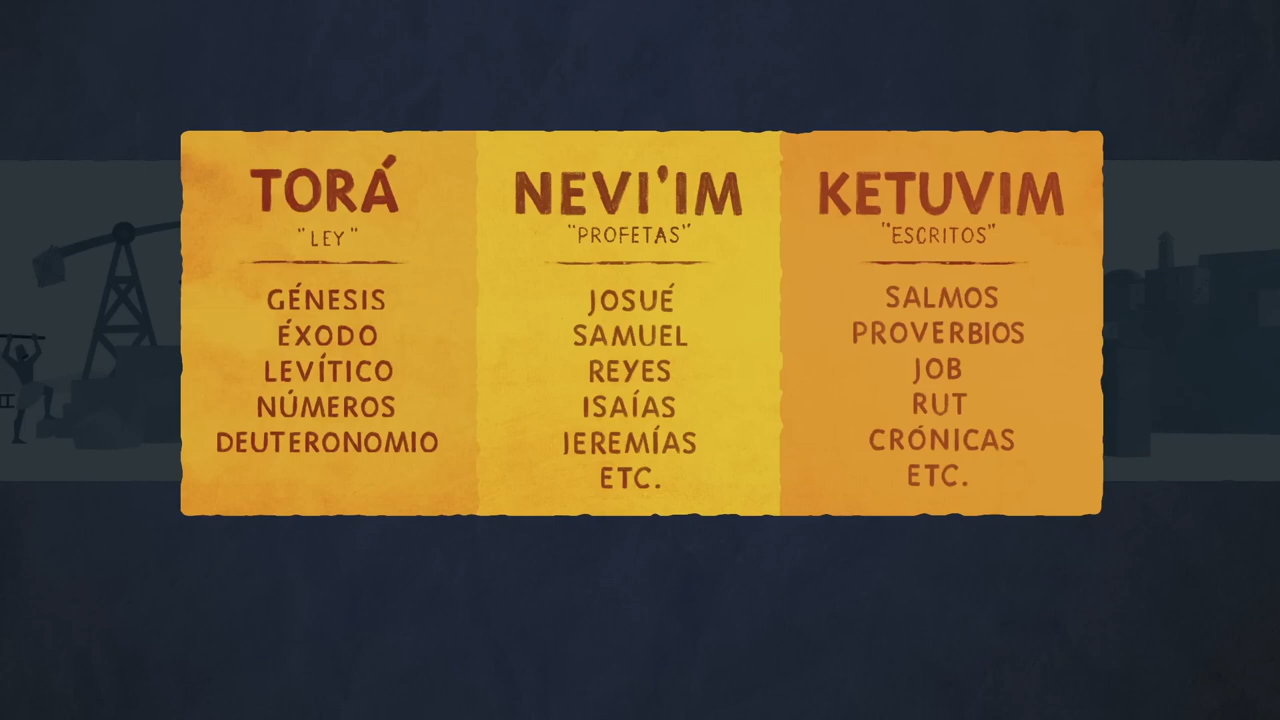 TORÁ
"LEY"
GÉNESIS
ÉXODO
LEVÍTICO
NÚMEROS
DEUTERONOMIO
NEVI'IM
"PROFETAS"
JOSUÉ
SAMUEL
REYES
ISAÍAS
JEREMÍAS
ETC.
KETUVIM
"ESCRITOS"
SALMOS
PROVERBIOS
JOB
RUT
CRÓNICAS
ETC.